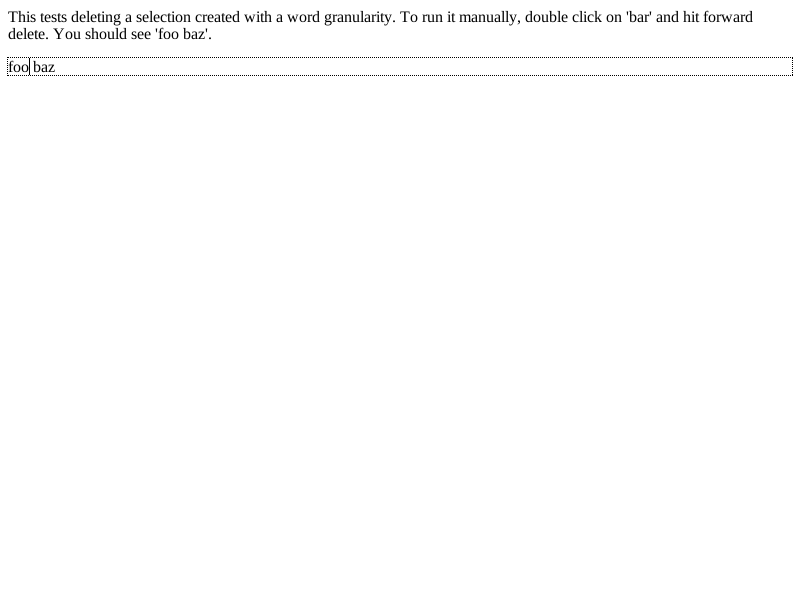 This tests deleting a selection created with a word granularity. To run it manually, double click on 'bar' and hit forward
delete. You should see 'foo baz'.
foo baz